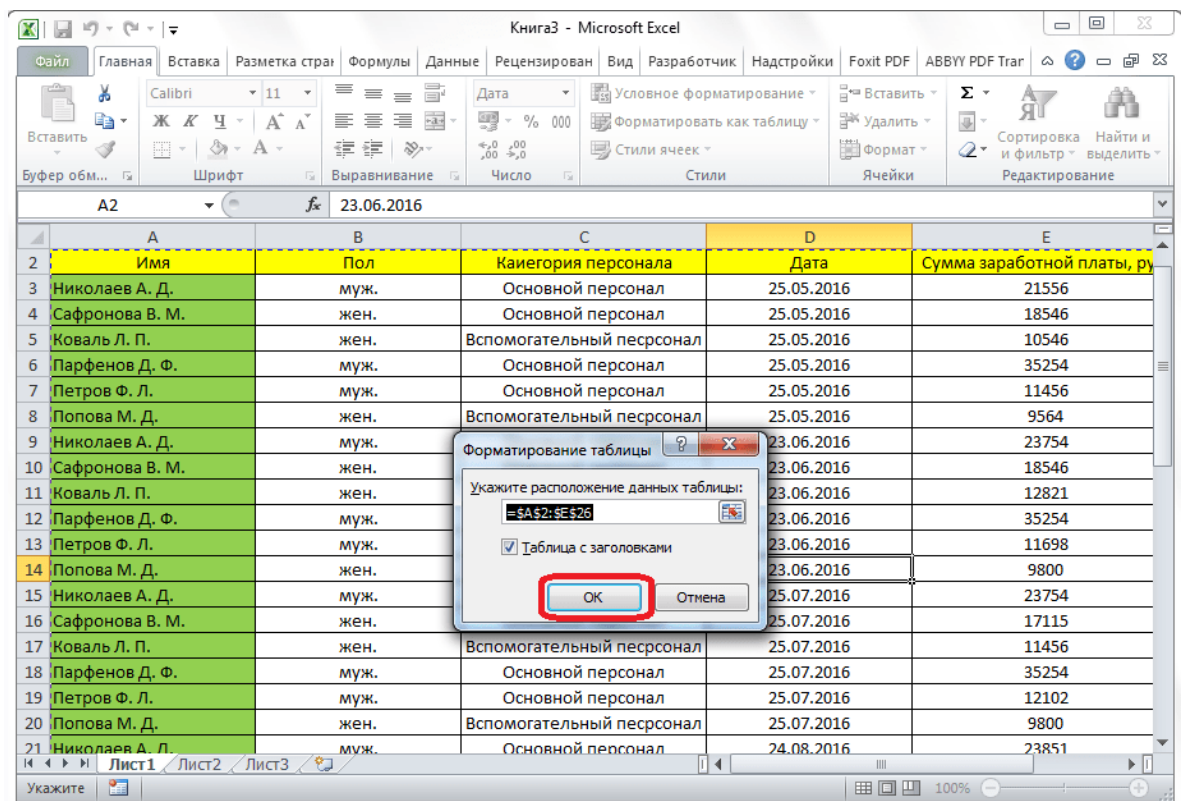 Книга3 - Microsoft Excel
Файл Главная Вставка Разметка стран Формулы Данные Рецензирован Вид Разработчик Надстройки Foxit PDF ABBYY PDF Tran
Вставить
Буфер обм...
Calibri 11
Ж К Ч А А
А
Шрифт
Выравнивание
Дата
% 000
Число
Условное форматирование
Форматировать как таблицу
Стили ячеек
Стили
Вставить
Удалить
Формат
Ячейки
Σ
Сортировка и фильтр
Найти и выделить
Редактирование
A2 fx 23.06.2016
A B C D E
2 Имя Пол Каиегория персонала Дата Сумма заработной платы, ру
3 Николаев А. Д. муж. Основной персонал 25.05.2016 21556
4 Сафронова В. М. жен. Основной персонал 25.05.2016 18546
5 Коваль Л. П. жен. Вспомогательный песрсонал 25.05.2016 10546
6 Парфенов Д. Ф. муж. Основной персонал 25.05.2016 35254
7 Петров Ф. Л. муж. Основной персонал 25.05.2016 11456
8 Попова М. Д. жен. Вспомогательный песрсонал 25.05.2016 9564
9 Николаев А. Д. муж. 23.06.2016 23754
10 Сафронова В. М. жен. 23.06.2016 18546
11 Коваль Л. П. жен. 23.06.2016 12821
12 Парфенов Д. Ф. муж. 23.06.2016 35254
13 Петров Ф. Л. муж. 23.06.2016 11698
14 Попова М. Д. жен. 23.06.2016 9800
15 Николаев А. Д. муж. 25.07.2016 23754
16 Сафронова В. М. жен. 25.07.2016 17115
17 Коваль Л. П. жен. Вспомогательный песрсонал 25.07.2016 11456
18 Парфенов Д. Ф. муж. Основной персонал 25.07.2016 35254
19 Петров Ф. Л. муж. Основной персонал 25.07.2016 12102
20 Попова М. Д. жен. Вспомогательный песрсонал 25.07.2016 9800
21 Николаев А. Д. муж. Основной персонал 24.08.2016 23851
Форматирование таблицы
Укажите расположение данных таблицы:
=$A$2:$E$26
Таблица с заголовками
ОК Отмена
Лист1 Лист2 Лист3
Укажите 100%